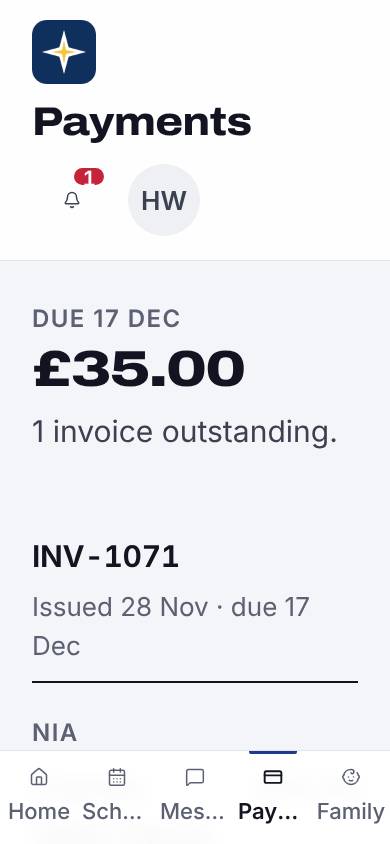 Payments
1
HW
DUE 17 DEC
£35.00
1 invoice outstanding.
INV-1071
Issued 28 Nov · due 17
Dec
NIA
Home Sch... Mes... Pay... Family